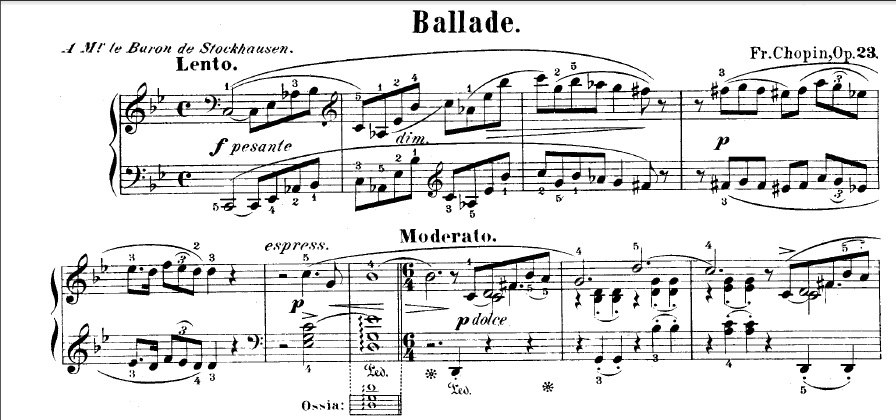 Ballade.
A Mr. le Baron de Stockhausen.
Fr. Chopin, Op. 23.
Lento.
f pesante
dim.
p
Moderato.
espress.
p
p dolce
Ped.
Ped.
Ossia: